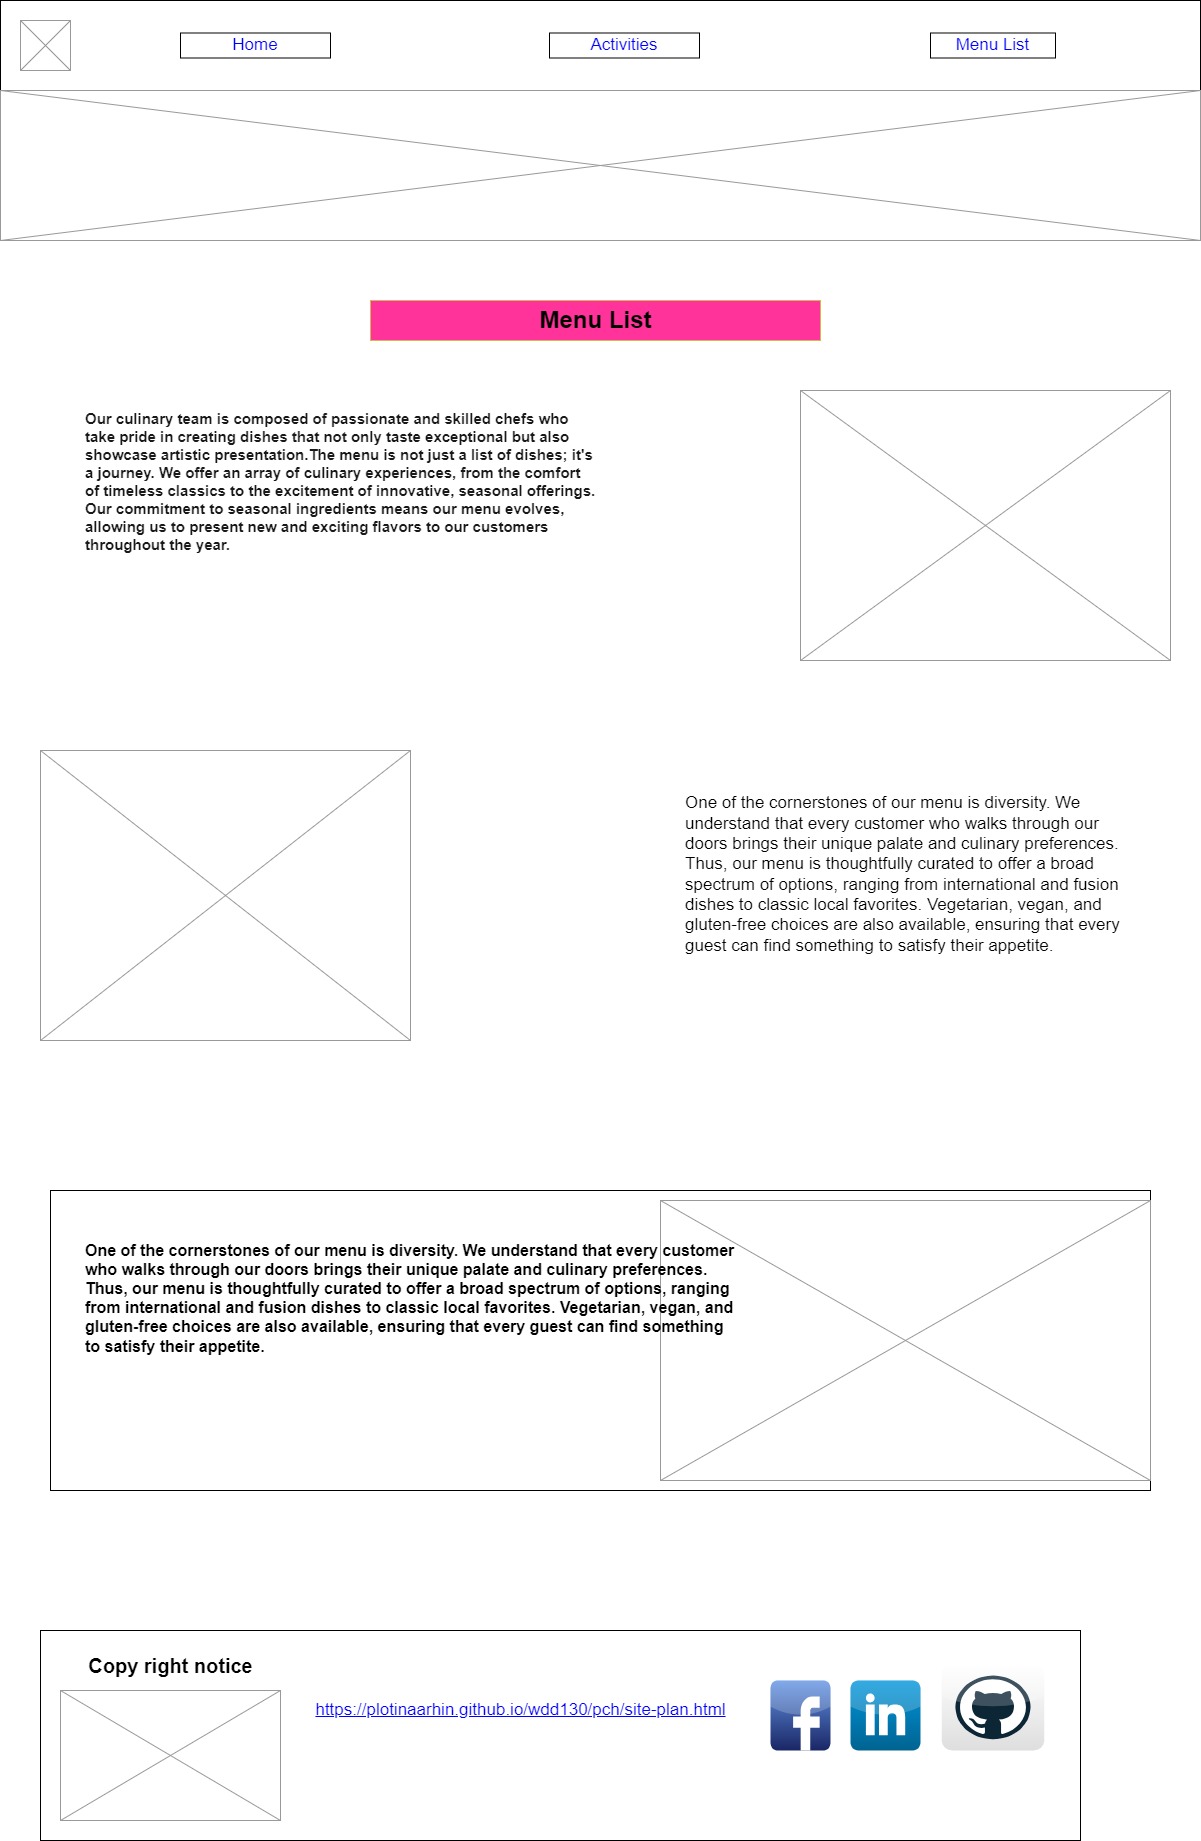 Home
Activities
Menu List
Menu List
Our culinary team is composed of passionate and skilled chefs who
take pride in creating dishes that not only taste exceptional but also
showcase artistic presentation.The menu is not just a list of dishes; it's
a journey. We offer an array of culinary experiences, from the comfort
of timeless classics to the excitement of innovative, seasonal offerings.
Our commitment to seasonal ingredients means our menu evolves,
allowing us to present new and exciting flavors to our customers
throughout the year.
One of the cornerstones of our menu is diversity. We
understand that every customer who walks through our
doors brings their unique palate and culinary preferences.
Thus, our menu is thoughtfully curated to offer a broad
spectrum of options, ranging from international and fusion
dishes to classic local favorites. Vegetarian, vegan, and
gluten-free choices are also available, ensuring that every
guest can find something to satisfy their appetite.
One of the cornerstones of our menu is diversity. We understand that every customer
who walks through our doors brings their unique palate and culinary preferences.
Thus, our menu is thoughtfully curated to offer a broad spectrum of options, ranging
from international and fusion dishes to classic local favorites. Vegetarian, vegan, and
gluten-free choices are also available, ensuring that every guest can find something
to satisfy their appetite.
Copy right notice
https://plotinaarhin.github.io/wdd130/pch/site-plan.html
f
in